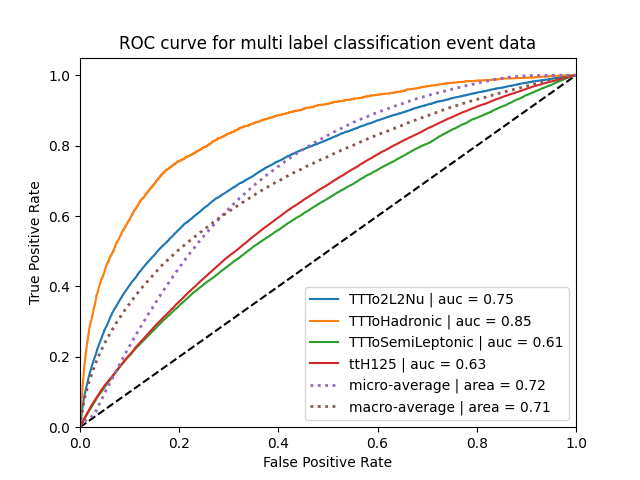 ROC curve for multi label classification event data
True Positive Rate
1.0
0.8
0.6
0.4
0.2
0.0
TTTo2L2Nu | auc = 0.75
TTToHadronic | auc = 0.85
TTToSemiLeptonic | auc = 0.61
ttH125 | auc = 0.63
micro-average | area = 0.72
macro-average | area = 0.71
0.0 0.2 0.4 0.6 0.8 1.0
False Positive Rate